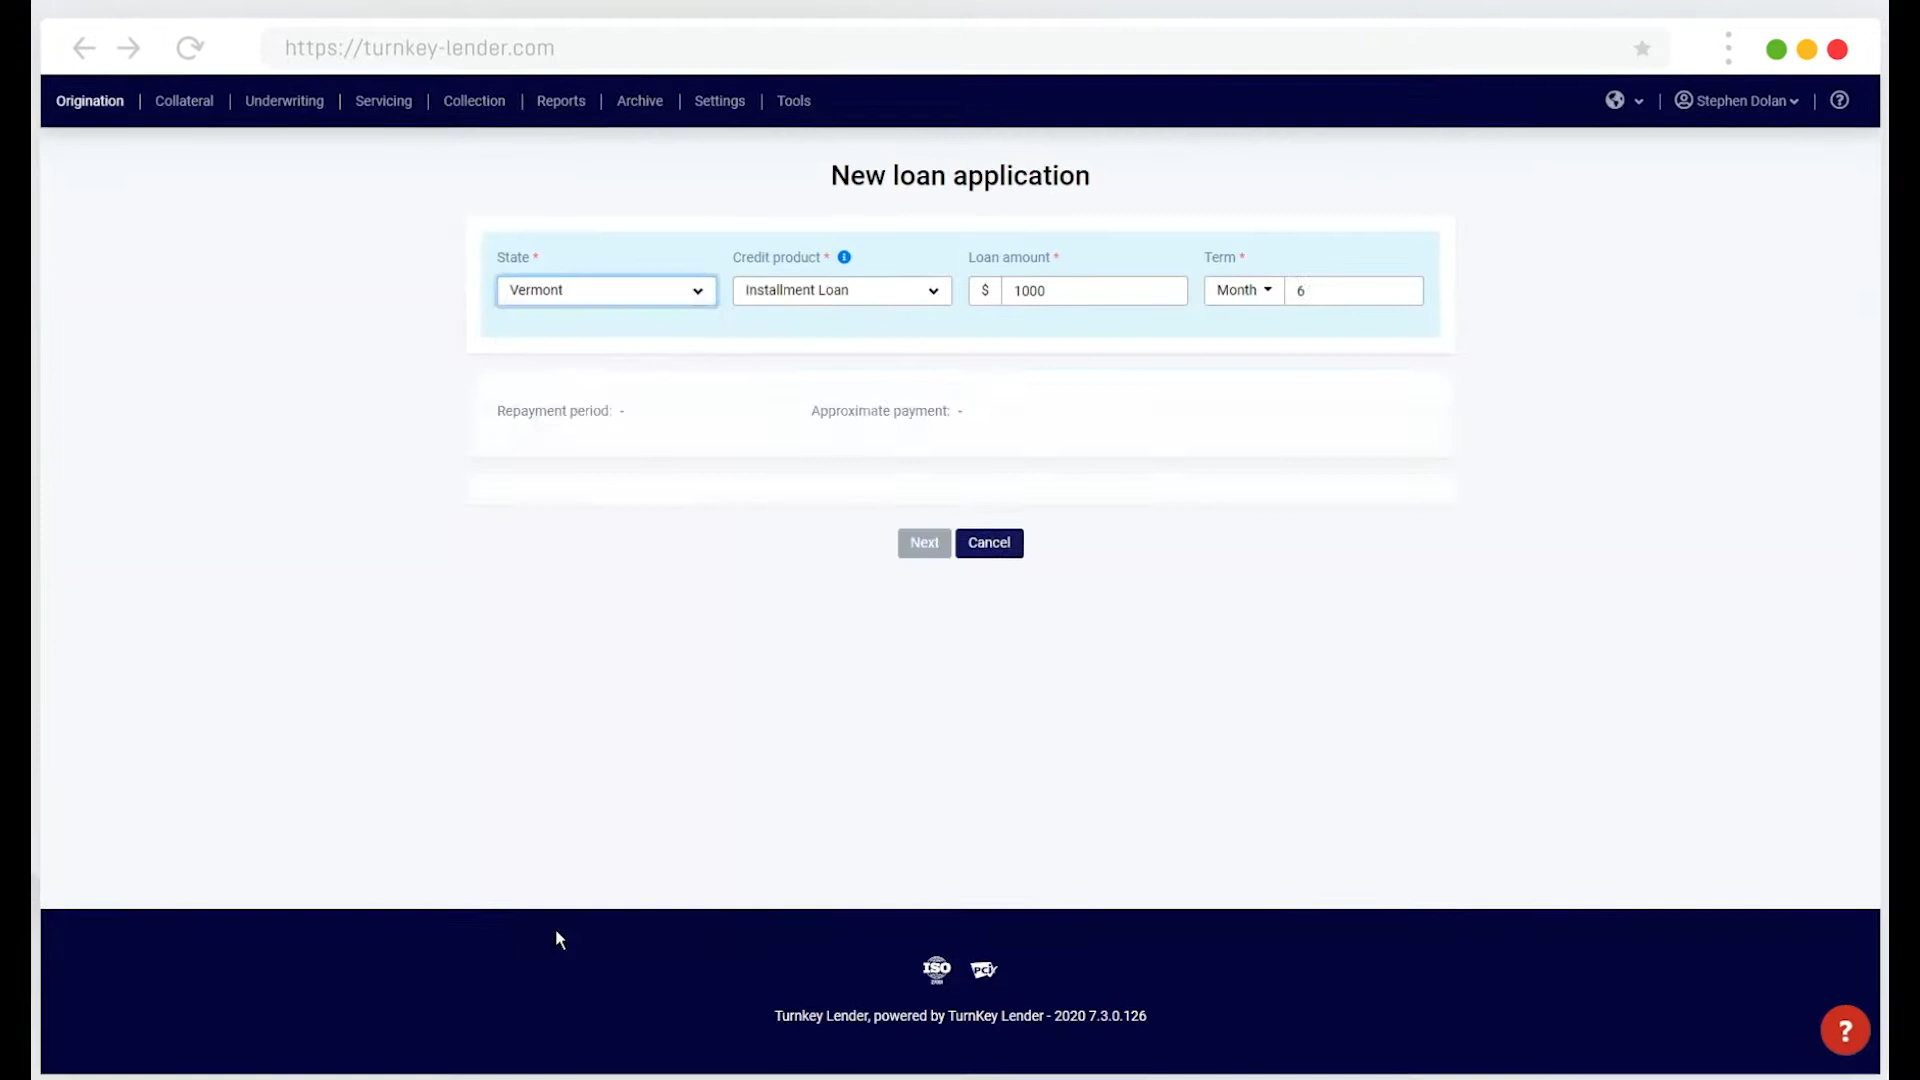 https://turnkey-lender.com
Origination | Collateral | Underwriting | Servicing | Collection | Reports | Archive | Settings | Tools
| Stephen Dolan |
New loan application
State * Credit product * Loan amount * Term *
Vermont Installment Loan $ 1000 Month 6
Repayment period: - Approximate payment: -
Next Cancel
ISO PCI
Turnkey Lender, powered by TurnKey Lender - 2020 7.3.0.126
?